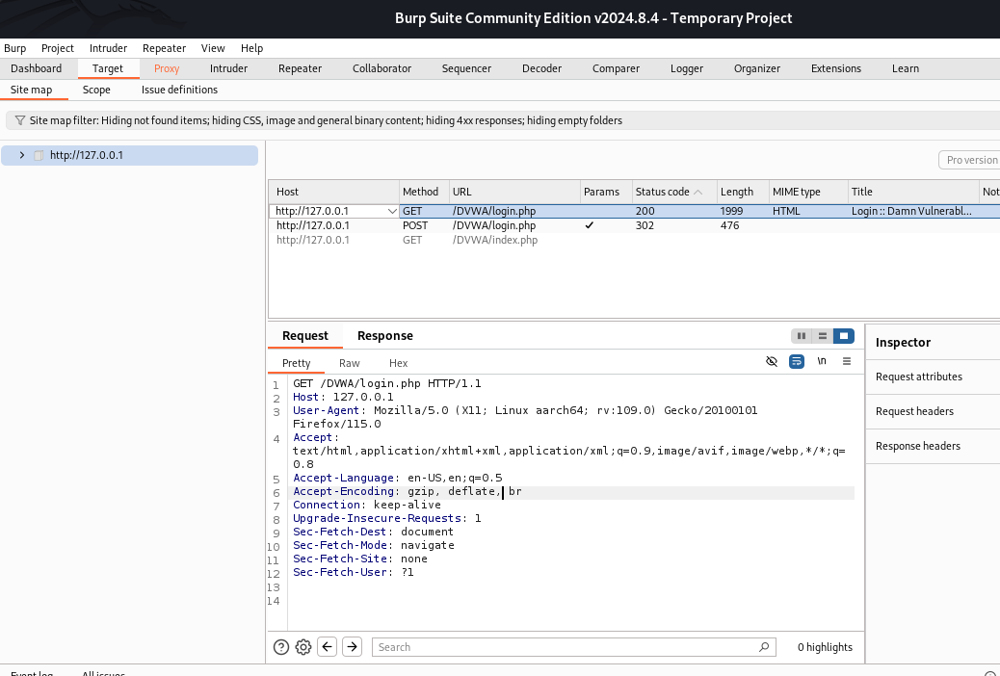 Burp Suite Community Edition v2024.8.4 - Temporary Project
Burp Project Intruder Repeater View Help
Dashboard Target Proxy Intruder Repeater Collaborator Sequencer Decoder Comparer Logger Organizer Extensions Learn
Site map Scope Issue definitions
Site map filter: Hiding not found items; hiding CSS, image and general binary content; hiding 4xx responses; hiding empty folders
http://127.0.0.1
Pro version
Host Method URL Params Status code Length MIME type Title Not
http://127.0.0.1 GET /DVWA/login.php 200 1999 HTML Login :: Damn Vulnerabl...
http://127.0.0.1 POST /DVWA/login.php ✓ 302 476
http://127.0.0.1 GET /DVWA/index.php
Request Response
Inspector
Pretty Raw Hex \n
Request attributes
Request headers
Response headers
1 GET /DVWA/login.php HTTP/1.1
2 Host: 127.0.0.1
3 User-Agent: Mozilla/5.0 (X11; Linux aarch64; rv:109.0) Gecko/20100101
Firefox/115.0
4 Accept:
text/html,application/xhtml+xml,application/xml;q=0.9,image/avif,image/webp,*/*;q=
0.8
5 Accept-Language: en-US,en;q=0.5
6 Accept-Encoding: gzip, deflate, br
7 Connection: keep-alive
8 Upgrade-Insecure-Requests: 1
9 Sec-Fetch-Dest: document
10 Sec-Fetch-Mode: navigate
11 Sec-Fetch-Site: none
12 Sec-Fetch-User: ?1
13
14
Search 0 highlights
Event log All issues